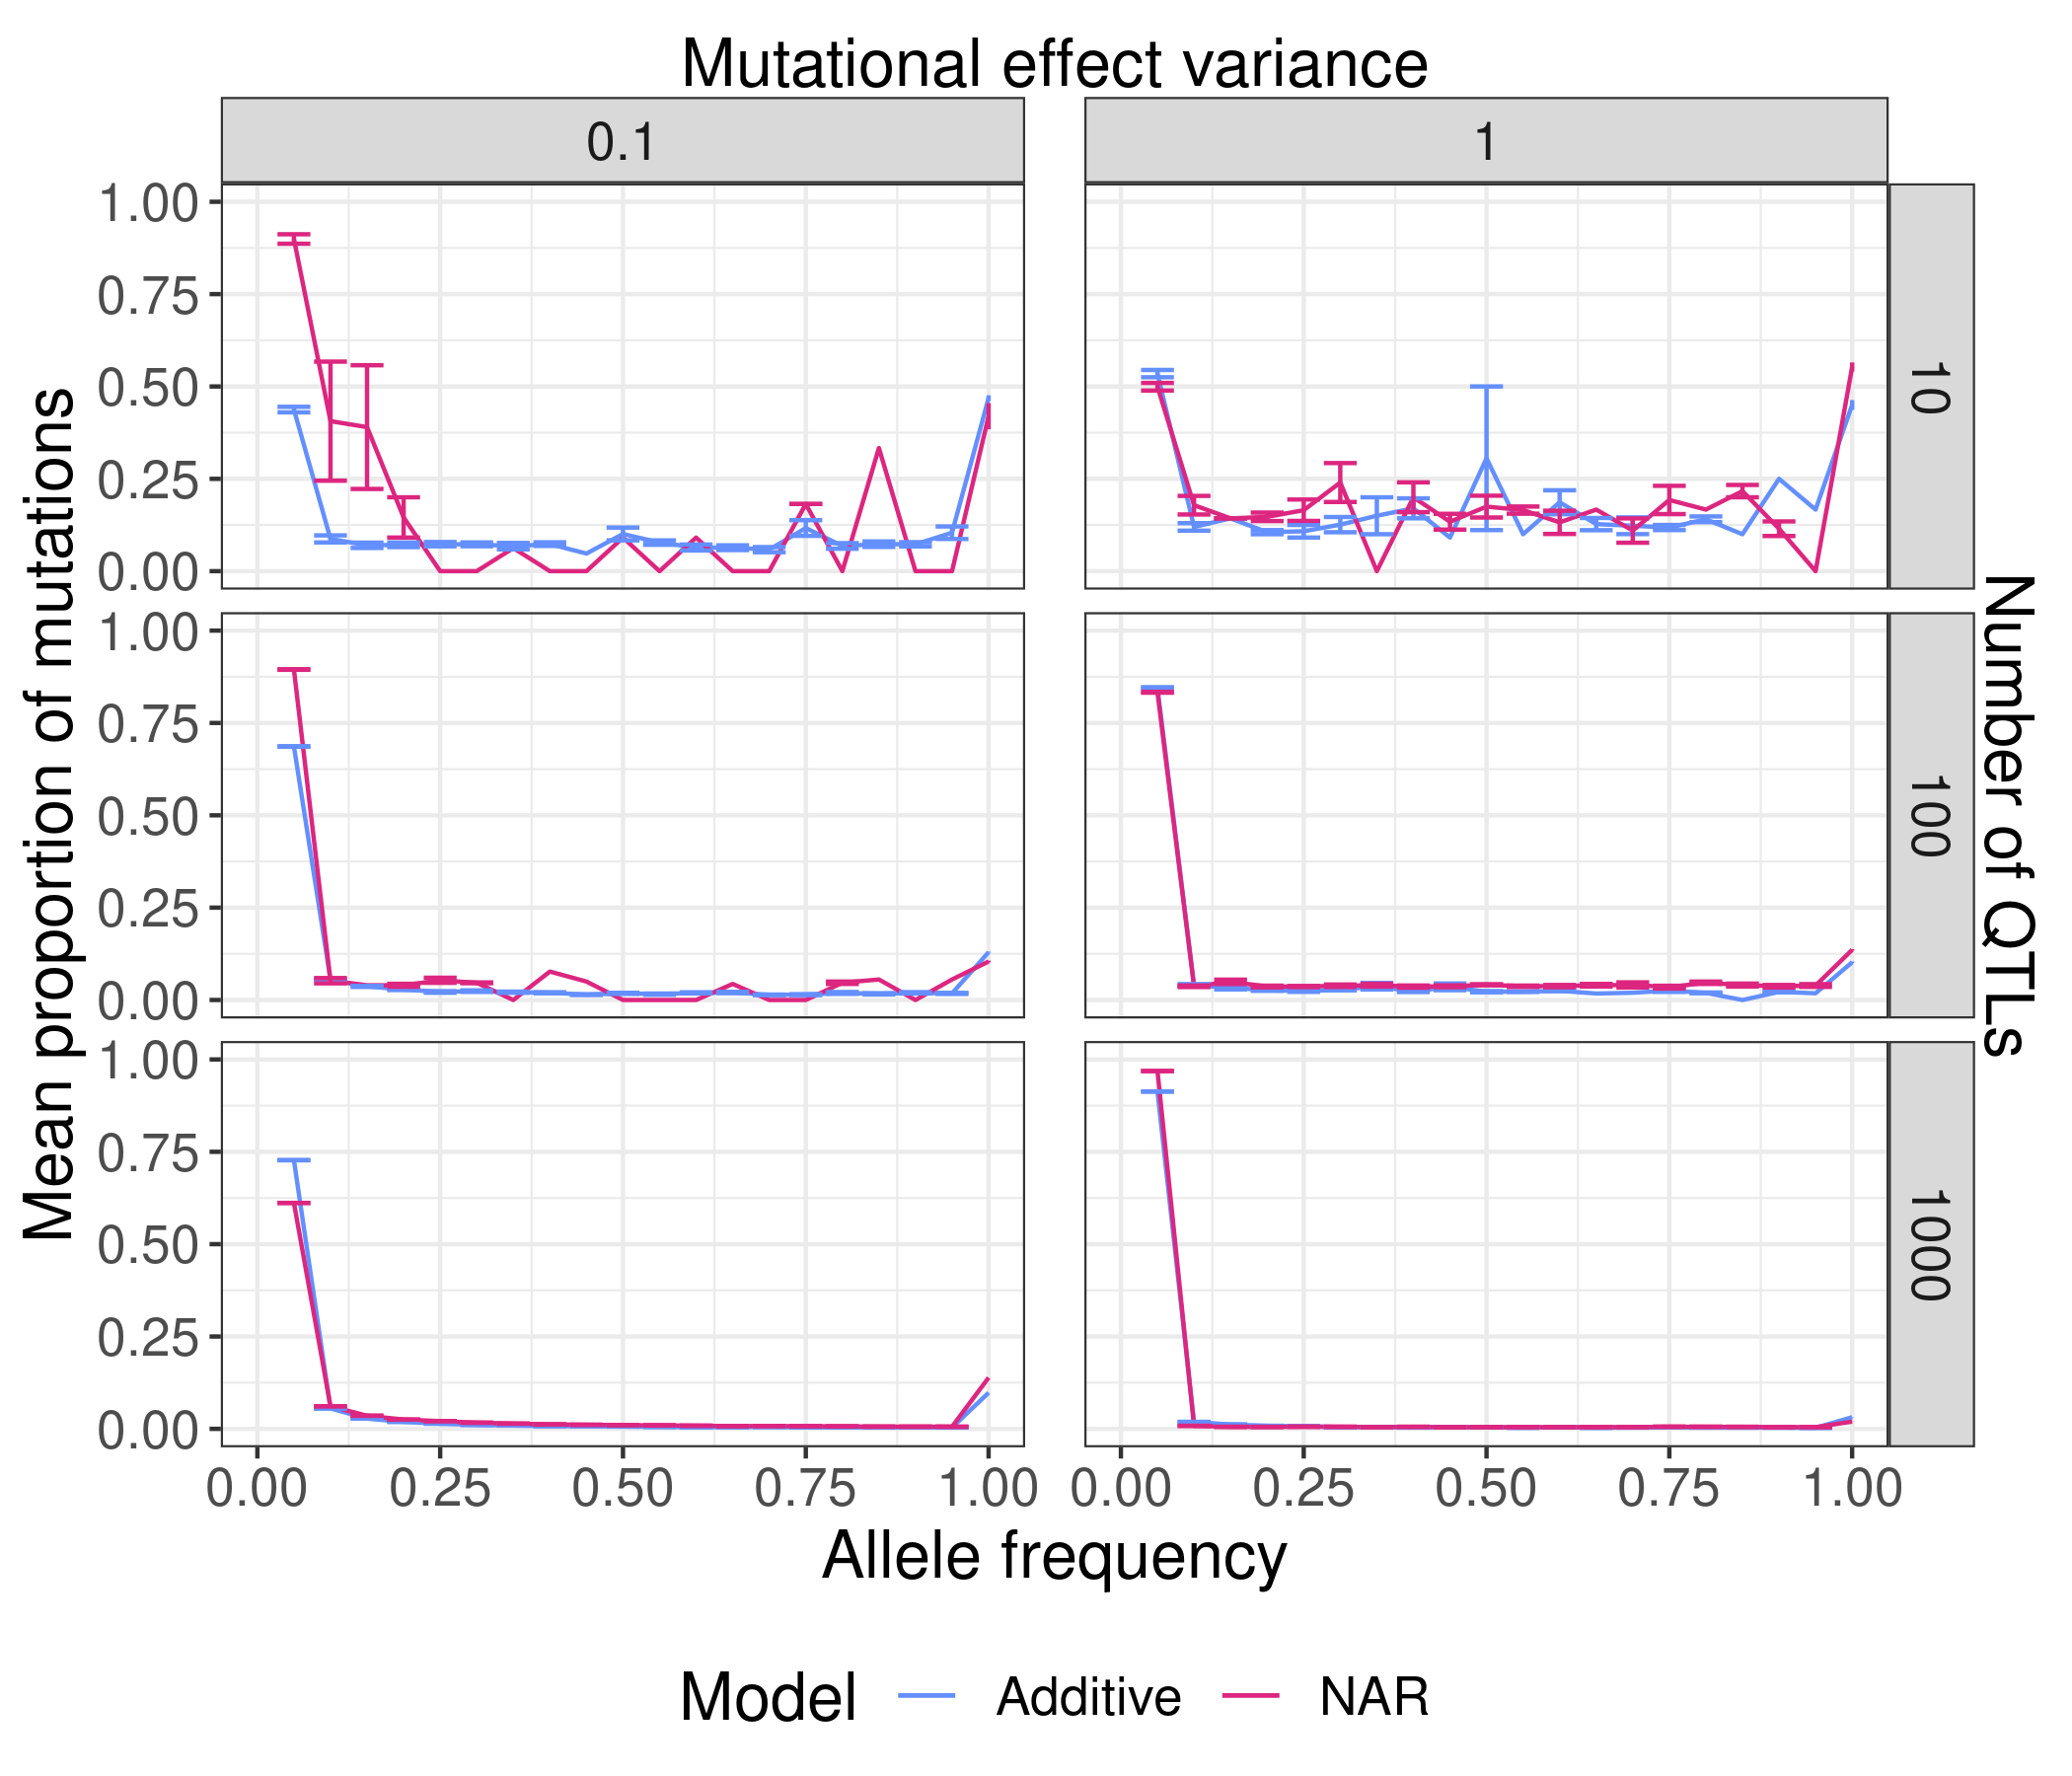 Mutational effect variance
0.1
1
Mean proportion of mutations
1.00
0.75
0.50
0.25
0.00
10
1.00
0.75
0.50
0.25
0.00
100
1.00
0.75
0.50
0.25
0.00
1000
Number of QTLs
0.00 0.25 0.50 0.75 1.00
0.00 0.25 0.50 0.75 1.00
Allele frequency
Model Additive NAR